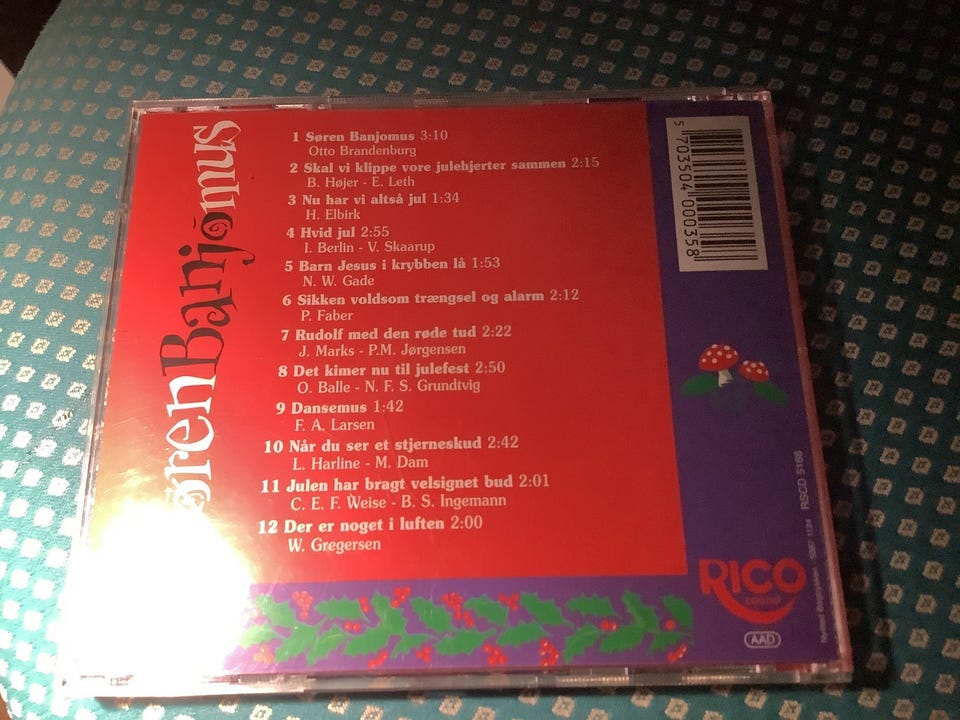 ørenBanjomus
1 Søren Banjomus 3:10
Otto Brandenburg
2 Skal vi klippe vore julehjerter sammen 2:15
B. Højer - E. Leth
3 Nu har vi altså jul 1:34
H. Elbirk
4 Hvid jul 2:55
I. Berlin - V. Skaarup
5 Barn Jesus i krybben lå 1:53
N. W. Gade
6 Sikken voldsom trængsel og alarm 2:12
P. Faber
7 Rudolf med den røde tud 2:22
J. Marks - P.M. Jørgensen
8 Det kimer nu til julefest 2:50
O. Balle - N. F. S. Grundtvig
9 Dansemus 1:42
F. A. Larsen
10 Når du ser et stjerneskud 2:42
L. Harline - M. Dam
11 Julen har bragt velsignet bud 2:01
C. E. F. Weise - B. S. Ingemann
12 Der er noget i luften 2:00
W. Gregersen
5 703504 000358
RSCD 5168
RICO
AAD